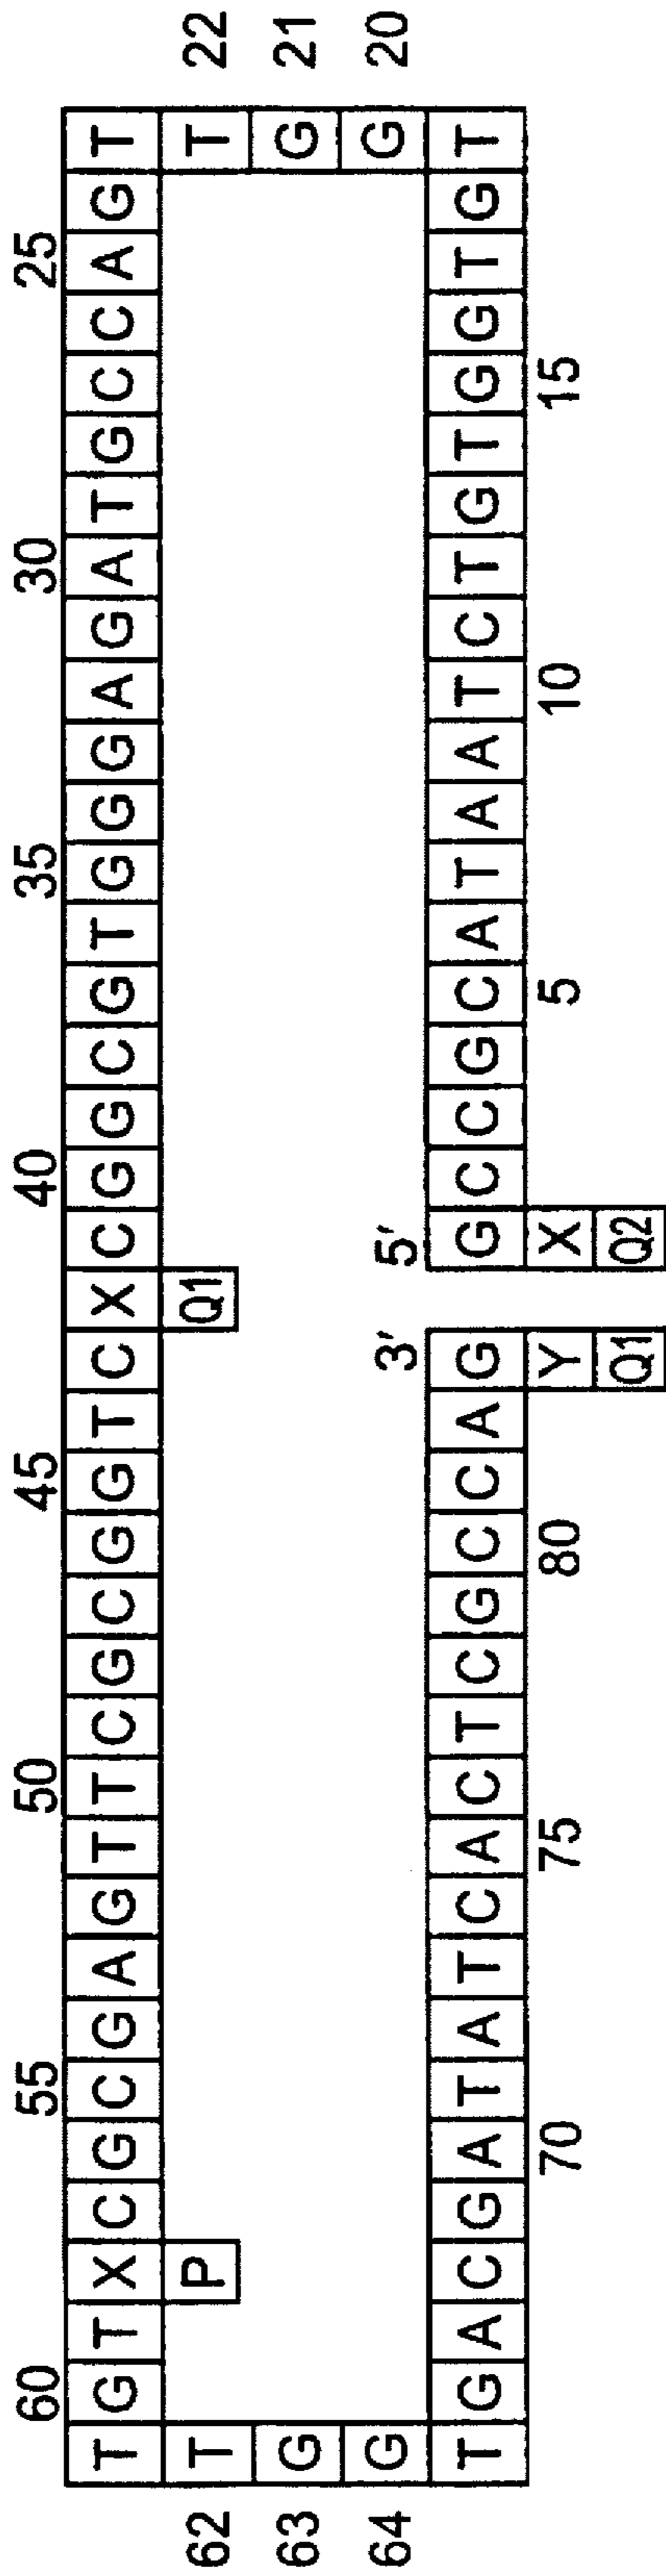 60 55 50 45 40 35 30 25
T G T X C G C G A G T T C G C G G T C X C G G C G T G G G A G A T G C C A G T
62 T P Q1 T 22
63 G G 21
64 G 3′ 5′ G 20
T G A C G A T A T C A C T C G C C A G G C C G C A T A A T C T G T G G T G T
70 75 80 Y X 5 10 15
Q1 Q2